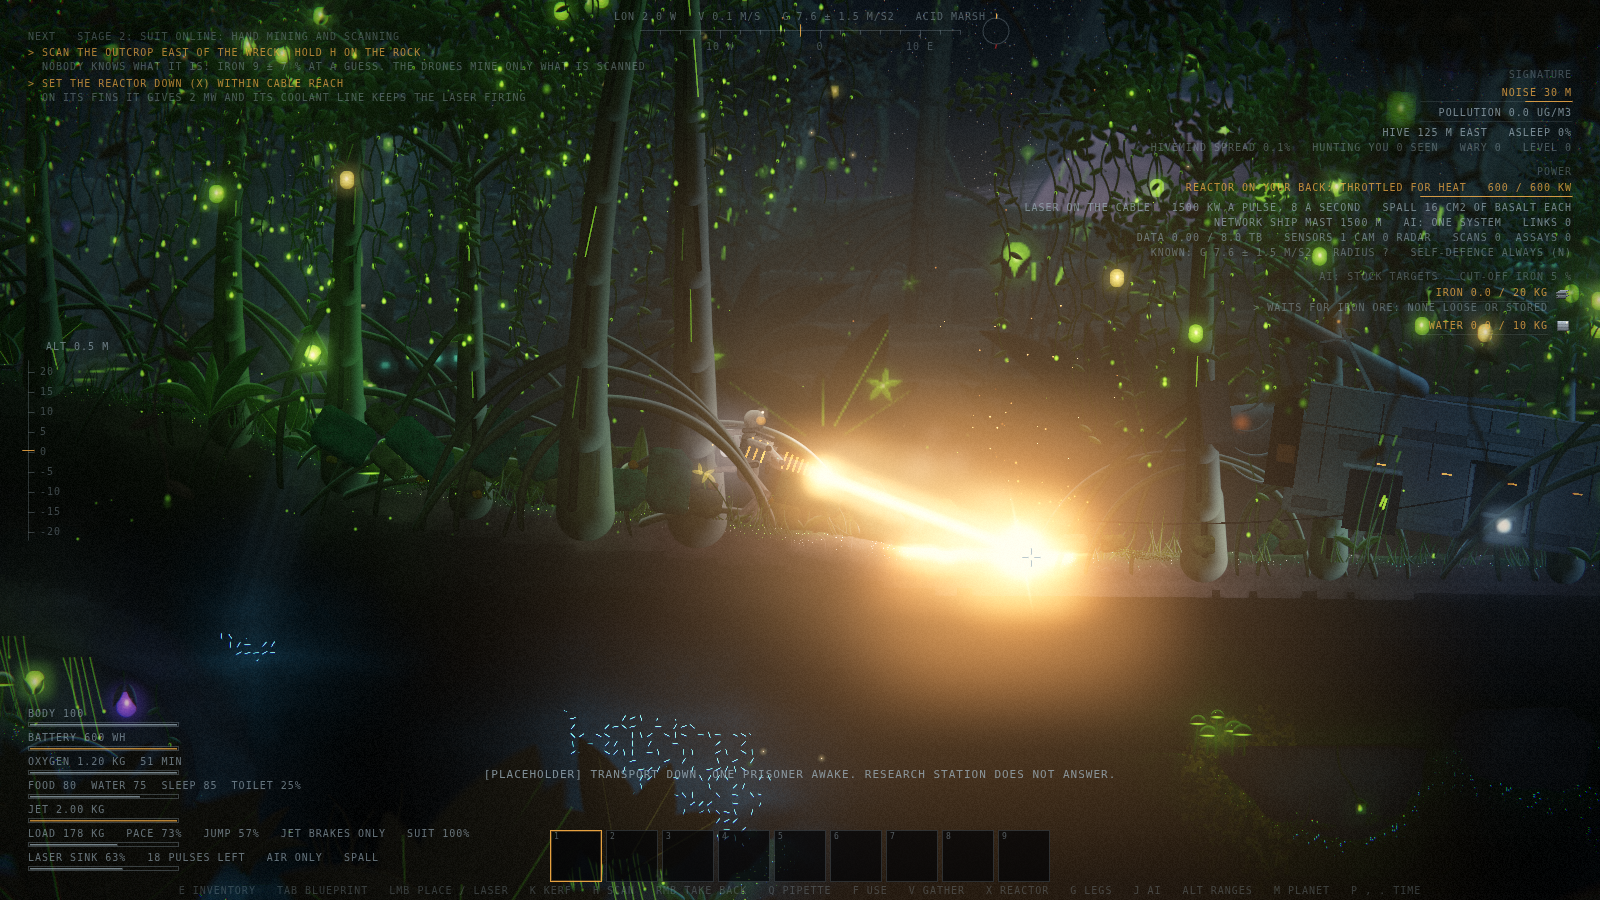 LON 2.0 W V 0.1 M/S G 7.6 ± 1.5 M/S2 ACID MARSH
10 W 0 10 E
NEXT STAGE 2: SUIT ONLINE: HAND MINING AND SCANNING
> SCAN THE OUTCROP EAST OF THE WRECK: HOLD H ON THE ROCK
NOBODY KNOWS WHAT IT IS: IRON 9 ± AT A GUESS. THE DRONES MINE ONLY WHAT IS SCANNED
> SET THE REACTOR DOWN (X) WITHIN CABLE REACH
ON ITS FINS IT GIVES 2 MW AND ITS COOLANT LINE KEEPS THE LASER FIRING
SIGNATURE
NOISE 30 M
POLLUTION 0.0 UG/M3
HIVE 125 M EAST ASLEEP 0%
HIVEMIND SPREAD 0.1% HUNTING YOU 0 SEEN WARY 0 LEVEL 0
POWER
REACTOR ON YOUR BACK: THROTTLED FOR HEAT 600 / 600 KW
LASER ON THE CABLE 1500 KW A PULSE, 8 A SECOND SPALL 16 CM2 OF BASALT EACH
NETWORK SHIP MAST 1500 M AI: ONE SYSTEM LINKS 0
DATA 0.00 / 8.0 TB SENSORS 1 CAM 0 RADAR SCANS 0 ASSAYS 0
KNOWN: G 7.6 ± 1.5 M/S2 RADIUS ? SELF-DEFENCE ALWAYS (N)
AI: STOCK TARGETS CUT-OFF IRON 5 %
IRON 0.0 / 20 KG
> WAITS FOR IRON ORE: NONE LOOSE OR STORED
WATER 0.0 / 10 KG
ALT 0.5 M
20
15
10
5
0
-5
-10
-15
-20
BODY 100
BATTERY 600 WH
OXYGEN 1.20 KG 51 MIN
FOOD 80 WATER 75 SLEEP 85 TOILET 25%
JET 2.00 KG
LOAD 178 KG PACE 73% JUMP 57% JET BRAKES ONLY SUIT 100%
LASER SINK 63% 18 PULSES LEFT AIR ONLY SPALL
[PLACEHOLDER] TRANSPORT DOWN. ONE PRISONER AWAKE. RESEARCH STATION DOES NOT ANSWER.
1 2 3 4 5 6 7 8 9
E INVENTORY TAB BLUEPRINT LMB PLACE / LASER K KERF H SCAN RMB TAKE BACK Q PIPETTE F USE V GATHER X REACTOR G LEGS J AI ALT RANGES M PLANET P , . TIME